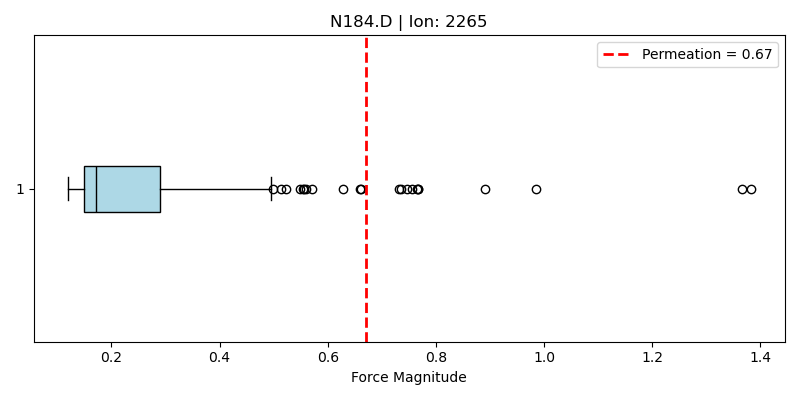 N184.D | Ion: 2265
Permeation = 0.67
1
0.2 0.4 0.6 0.8 1.0 1.2 1.4
Force Magnitude